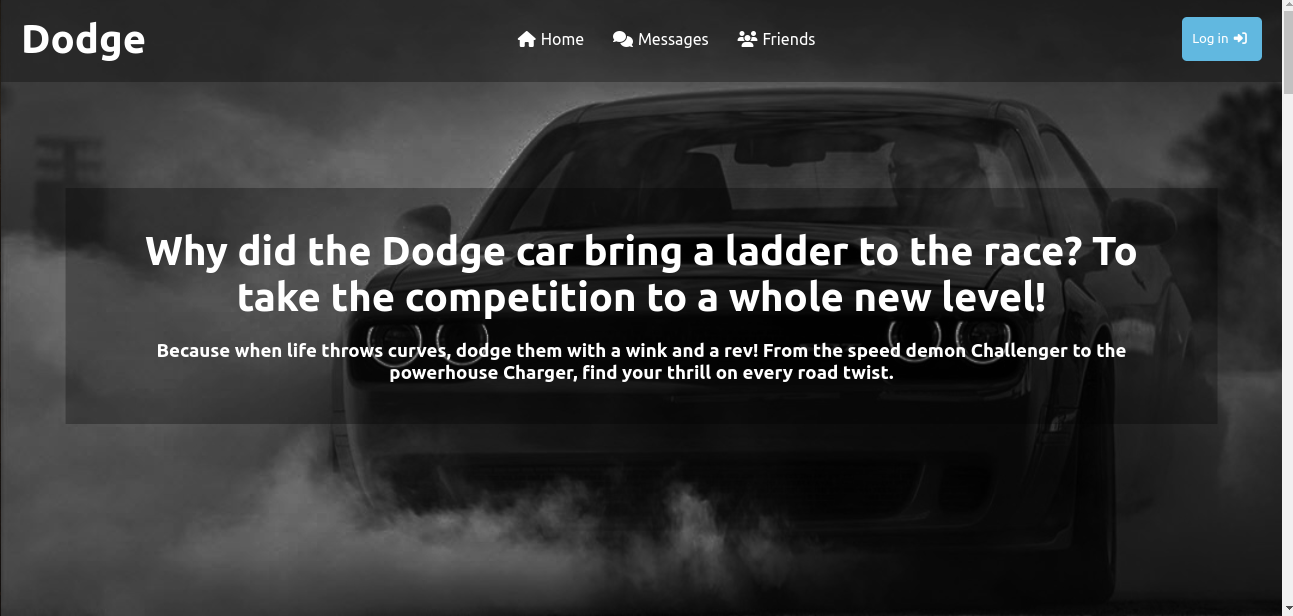 Dodge
Home
Messages
Friends
Log in
Why did the Dodge car bring a ladder to the race? To
take the competition to a whole new level!
Because when life throws curves, dodge them with a wink and a rev! From the speed demon Challenger to the
powerhouse Charger, find your thrill on every road twist.